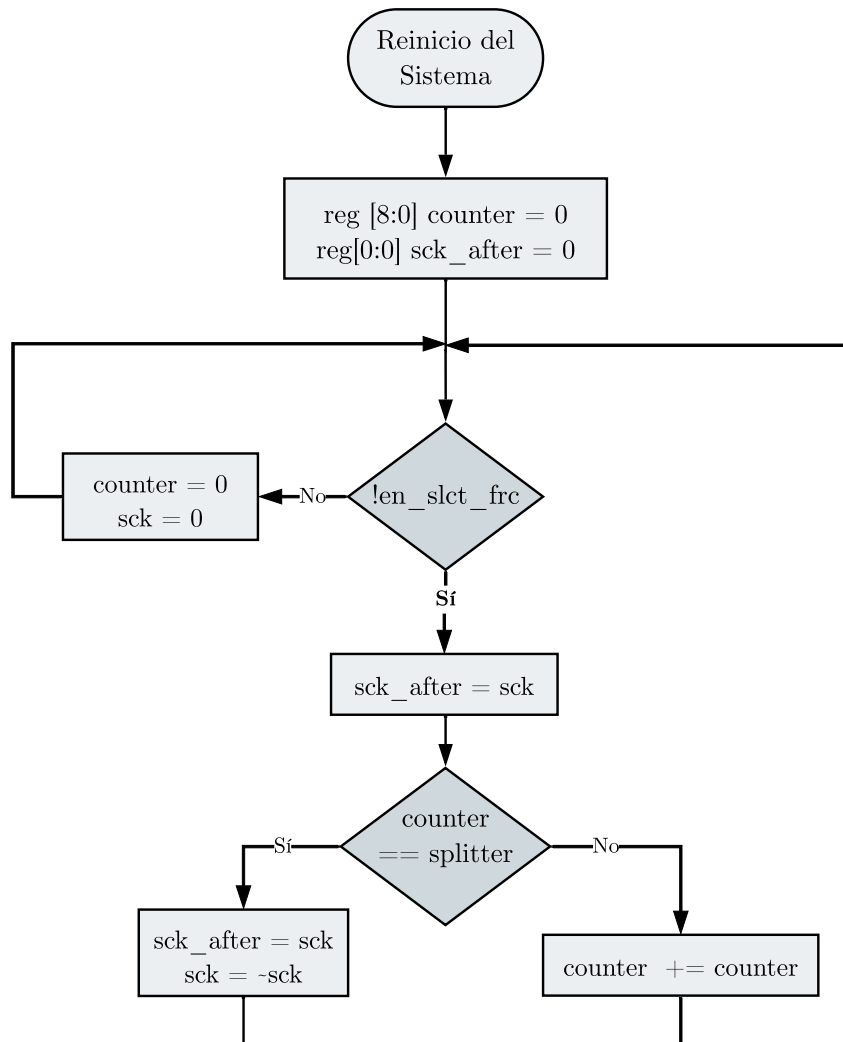 Reinicio del
Sistema
reg [8:0] counter = 0
reg[0:0] sck_after = 0
!en_slct_frc
No
counter = 0
sck = 0
Sí
sck_after = sck
counter
== splitter
Sí
No
sck_after = sck
sck = ~sck
counter += counter